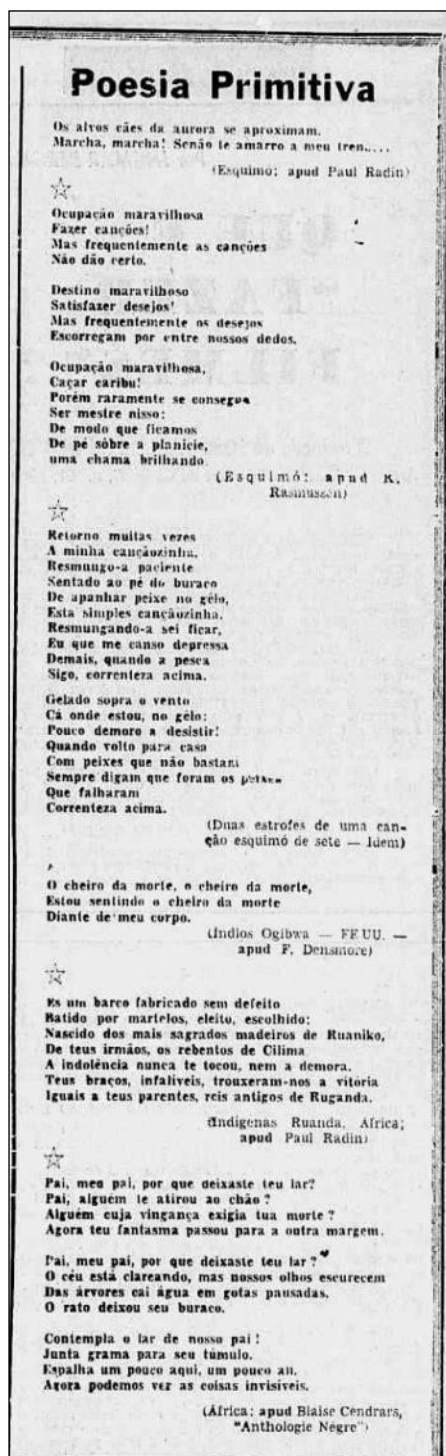 Poesia Primitiva
Os alvos cães da aurora se aproximam.
Marcha, marcha! Senão te amarro a meu tren.....
(Esquimó; apud Paul Radin)
Ocupação maravilhosa
Fazer canções!
Mas frequentemente as canções
Não dão certo.
Destino maravilhoso
Satisfazer desejos!
Mas frequentemente os desejos
Escorregam por entre nossos dedos.
Ocupação maravilhosa,
Caçar caribu!
Porém raramente se consegue
Ser mestre nisso:
De modo que ficamos
De pé sôbre a planície,
uma chama brilhando.
(Esquimó; apud K.
Rasmussen)
Retorno muitas vezes
A minha cançãozinha.
Resmungo-a paciente
Sentado ao pé do buraco
De apanhar peixe no gêlo,
Esta simples cançãozinha.
Resmungando-a sei ficar,
Eu que me canso depressa
Demais, quando a pesca
Sigo, correnteza acima.
Gelado sopra o vento
Cá onde estou, no gêlo:
Pouco demoro a desistir!
Quando volto para casa
Com peixes que não bastam
Sempre digam que foram os peixes
Que falharam
Correnteza acima.
(Duas estrofes de uma can-
ção esquimó de sete — Idem)
O cheiro da morte, o cheiro da morte,
Estou sentindo o cheiro da morte
Diante de meu corpo.
(Índios Ogibwa — EE.UU. —
apud F. Densmore)
Es um barco fabricado sem defeito
Batido por martelos, eleito, escolhido;
Nascido dos mais sagrados madeiros de Ruaniko,
De teus irmãos, os rebentos de Cilima
A indolência nunca te tocou, nem a demora.
Teus braços, infalíveis, trouxeram-nos a vitória
Iguais a teus parentes, reis antigos de Ruganda.
(Indígenas Ruanda, África;
apud Paul Radin)
Pai, meu pai, por que deixaste teu lar?
Pai, alguém te atirou ao chão?
Alguém cuja vingança exigia tua morte?
Agora teu fantasma passou para a outra margem.
Pai, meu pai, por que deixaste teu lar?
O céu está clareando, mas nossos olhos escurecem
Das árvores cai água em gotas pausadas.
O rato deixou seu buraco.
Contempla o lar de nosso pai!
Junta grama para seu túmulo.
Espalha um pouco aqui, um pouco ali.
Agora podemos ver as coisas invisíveis.
(África; apud Blaise Cendrars,
"Anthologie Nègre")